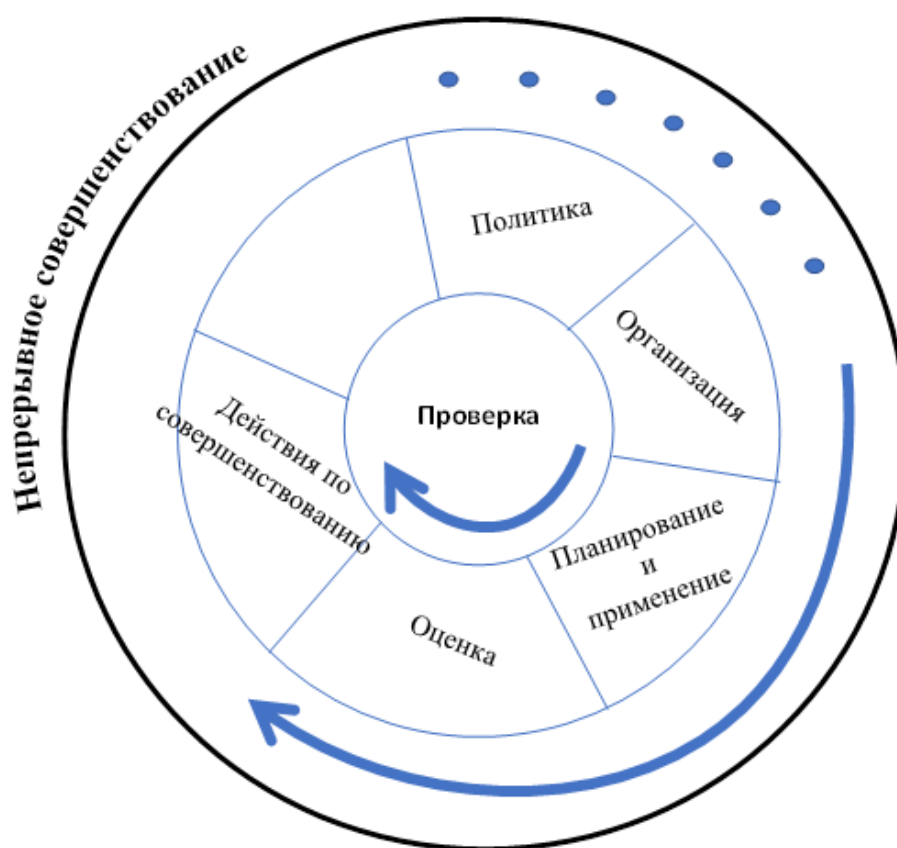 Непрерывное совершенствование
Политика
Организация
Проверка
Действия по
совершенствованию
Планирование
и
применение
Оценка